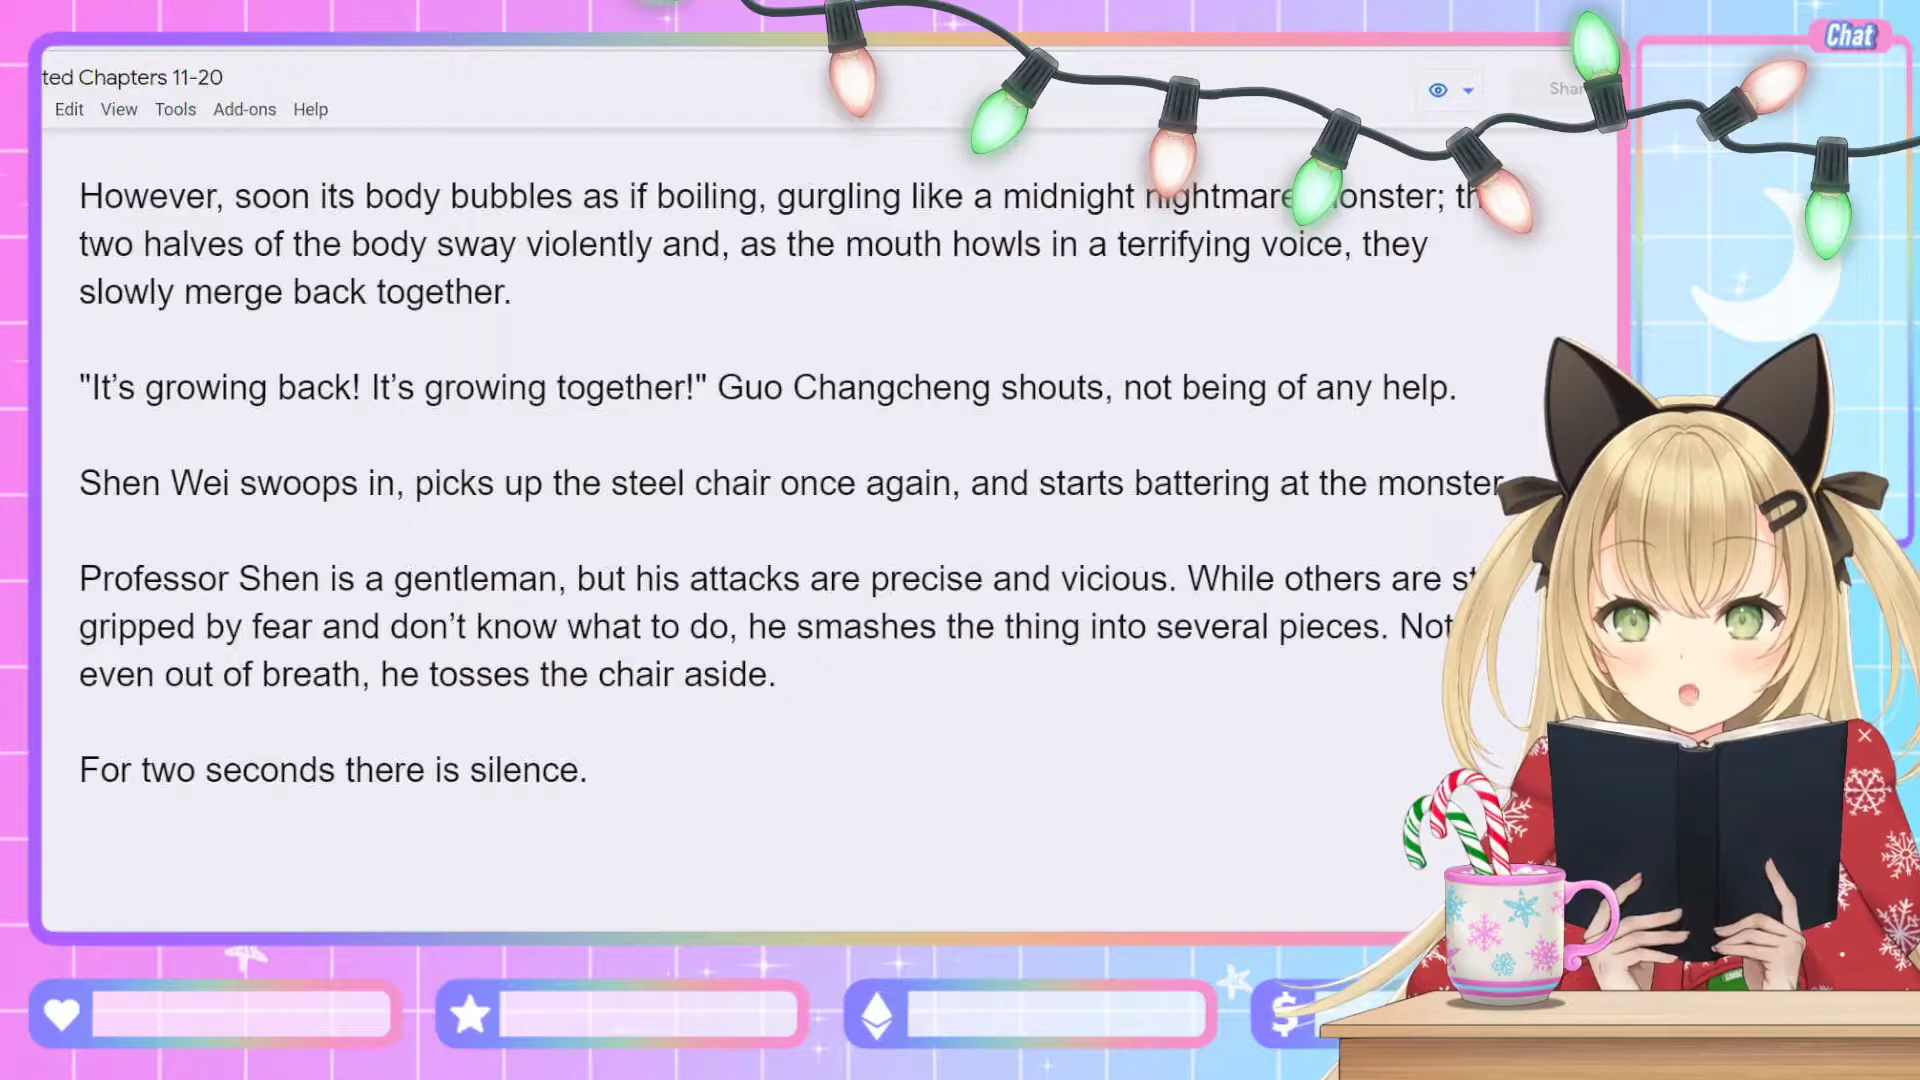 Chat
ted Chapters 11-20
Edit View Tools Add-ons Help
However, soon its body bubbles as if boiling, gurgling like a midnight nightmare monster;
two halves of the body sway violently and, as the mouth howls in a terrifying voice, they
slowly merge back together.
"It’s growing back! It’s growing together!" Guo Changcheng shouts, not being of any help.
Shen Wei swoops in, picks up the steel chair once again, and starts battering at the monster
Professor Shen is a gentleman, but his attacks are precise and vicious. While others are
gripped by fear and don’t know what to do, he smashes the thing into several pieces. Not
even out of breath, he tosses the chair aside.
For two seconds there is silence.